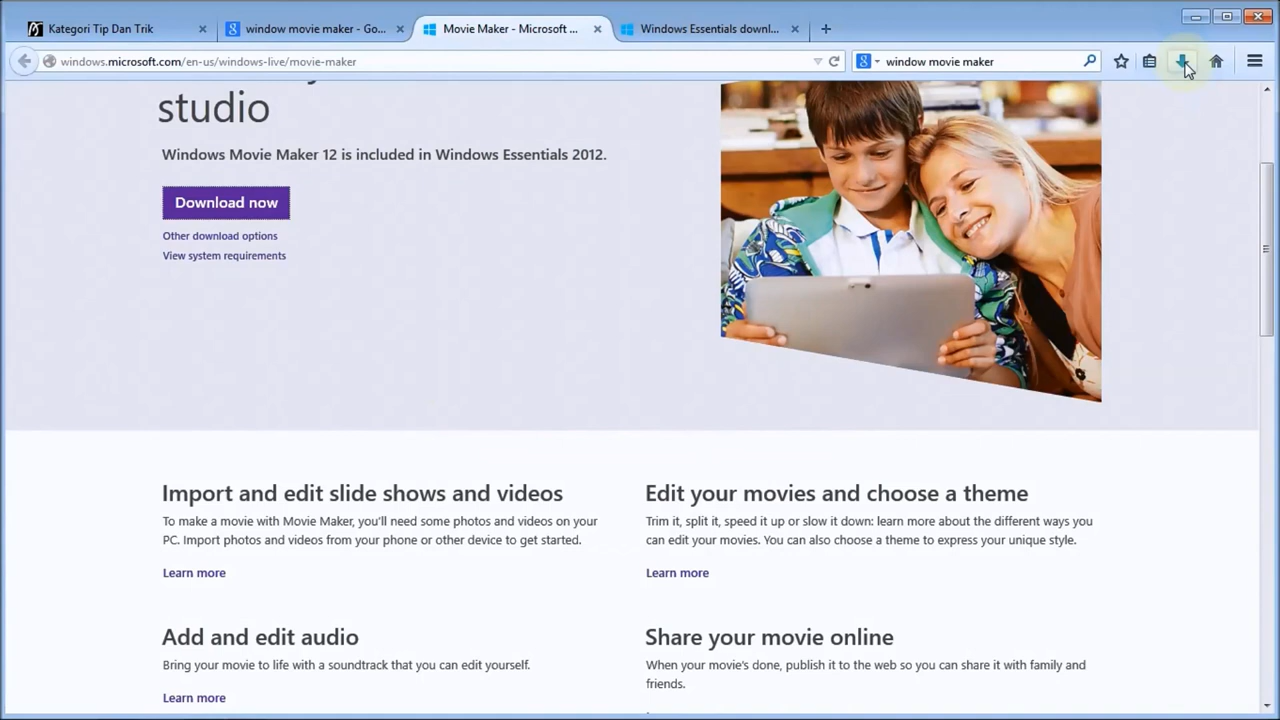 Kategori Tip Dan Trik
window movie maker - Go...
Movie Maker - Microsoft ...
Windows Essentials downl...
windows.microsoft.com/en-us/windows-live/movie-maker
window movie maker
studio
Windows Movie Maker 12 is included in Windows Essentials 2012.
Download now
Other download options
View system requirements
Import and edit slide shows and videos
To make a movie with Movie Maker, you'll need some photos and videos on your
PC. Import photos and videos from your phone or other device to get started.
Learn more
Edit your movies and choose a theme
Trim it, split it, speed it up or slow it down: learn more about the different ways you
can edit your movies. You can also choose a theme to express your unique style.
Learn more
Add and edit audio
Bring your movie to life with a soundtrack that you can edit yourself.
Learn more
Share your movie online
When your movie's done, publish it to the web so you can share it with family and
friends.